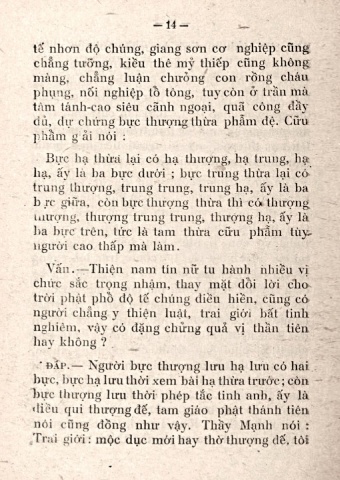 — 14 —
tế nhơn độ chúng, giang sơn cơ nghiệp cũng
chẳng tưởng, kiều thê mỹ thiếp cũng không
màng, chẳng luận chưởng con rồng cháu
phụng, nối nghiệp tổ tông, tuy còn ở trần mà
tâm tánh cao siêu cãnh ngoại, quã công đầy
dủ, dự chứng bực thượng thừa phẩm đệ. Cữu
phẩm giải nói :
Bực hạ thừa lại có hạ thượng, hạ trung, hạ
hạ, ấy là ba bực dưới ; bực trung thừa lại có
trung thượng, trung trung, trung hạ, ấy là ba
bực giữa, còn bực thượng thừa thì có thượng
thượng, thượng trung trung, thượng hạ, ấy là
ba bực trên, tức là tam thừa cữu phẩm tùy
người cao thấp mà làm.
Vấn.—Thiện nam tin nữ tu hành nhiều vị
chức sắc trọng nhậm, thay mặt đổi lời cho
trời phật phổ độ tế chúng điều hiền, cũng có
người chẳng y thiện luật, trai giới bất tinh
nghiêm, vậy có đặng chứng quả vị thần tiên
hay không ?
ĐÁP.— Người bực thượng lưu hạ lưu có hai
bực, bực hạ lưu thời xem bài hạ thừa trước ; còn
bực thượng lưu thời phép tắc tinh anh, ấy là
điều qui thượng đế, tam giáo phật thánh tiên
nói cũng đồng như vậy. Thầy Mạnh nói :
Trai giới : mộc dục mới hay thờ thượng đế, tôi